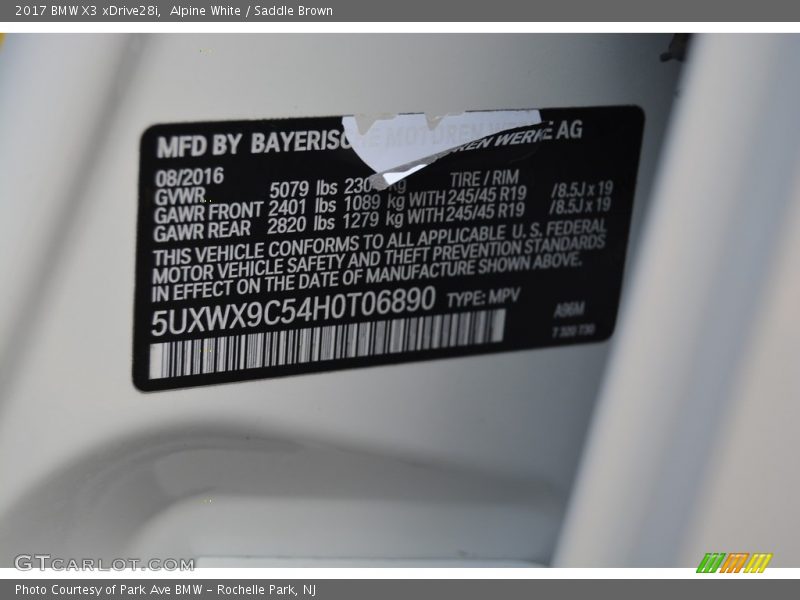 2017 BMW X3 xDrive28i,  Alpine White / Saddle Brown
MFD BY BAYERISCHE MOTOREN WERKE AG
08/2016
GVWR 5079 lbs kg TIRE / RIM
GAWR FRONT 2401 lbs 1089 kg WITH 245/45 R19 /8.5J x 19
GAWR REAR 2820 lbs 1279 kg WITH 245/45 R19 /8.5J x 19
THIS VEHICLE CONFORMS TO ALL APPLICABLE U.S. FEDERAL
MOTOR VEHICLE SAFETY AND THEFT PREVENTION STANDARDS
IN EFFECT ON THE DATE OF MANUFACTURE SHOWN ABOVE.
5UXWX9C54H0T06890 TYPE: MPV
A96M
GTCARLOT.COM
Photo Courtesy of Park Ave BMW - Rochelle Park, NJ